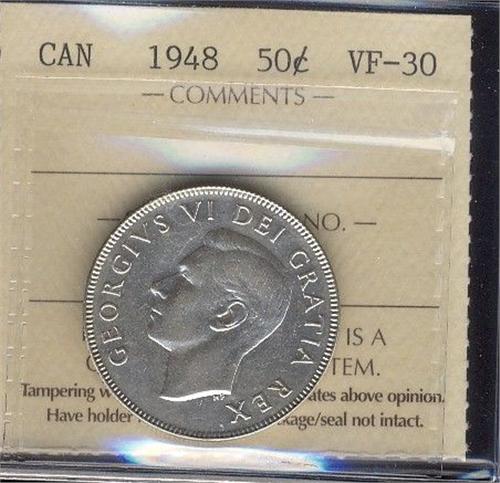 CAN 1948 50¢ VF-30
— COMMENTS —
NO. —
GEORGIVS VI DEI GRATIA REX
HP
IS A
TEM.
Tampering w ates above opinion.
Have holder kage/seal not intact.